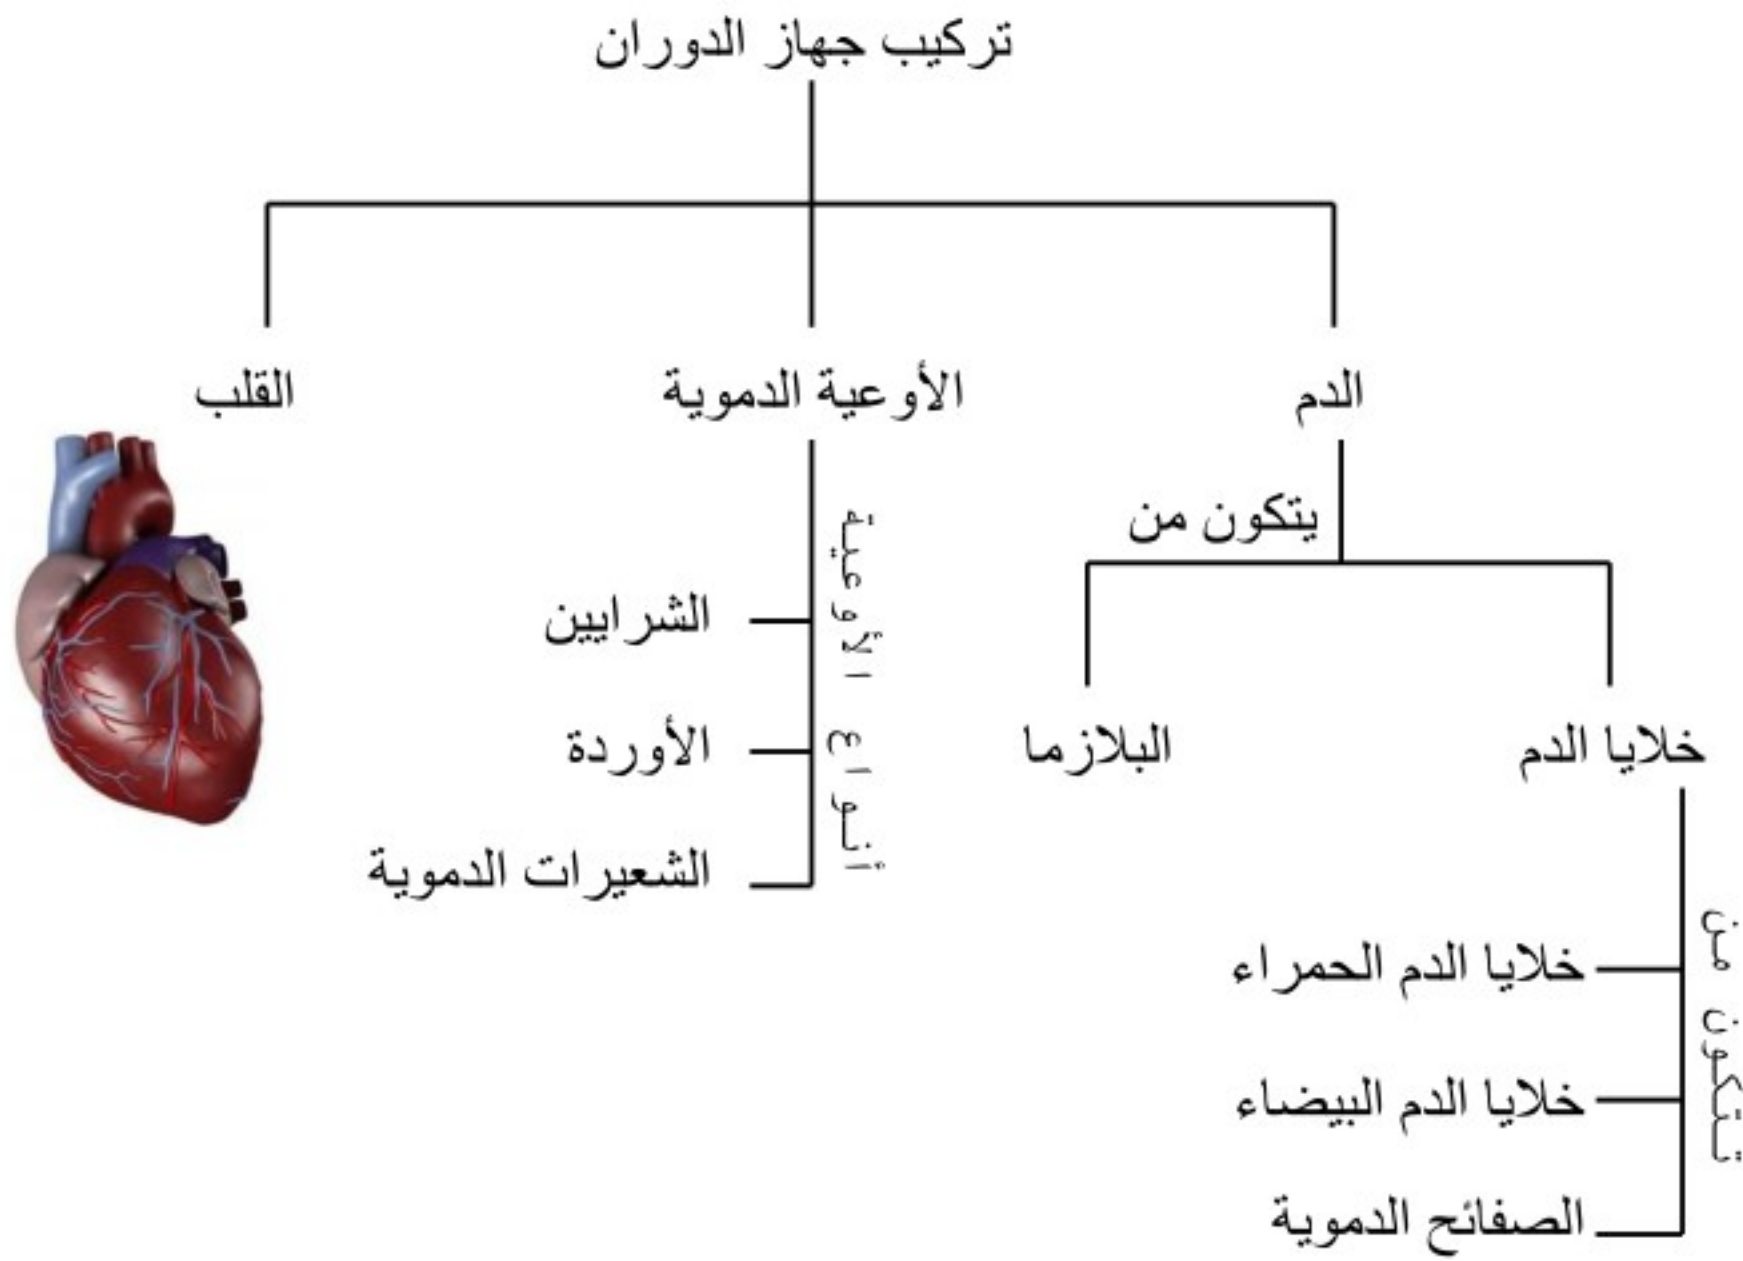 تركيب جهاز الدوران
الدم
الأوعية الدموية
القلب
يتكون من
خلايا الدم
البلازما
تتكون من
خلايا الدم الحمراء
خلايا الدم البيضاء
الصفائح الدموية
أنواع الأوعية
الشرايين
الأوردة
الشعيرات الدموية